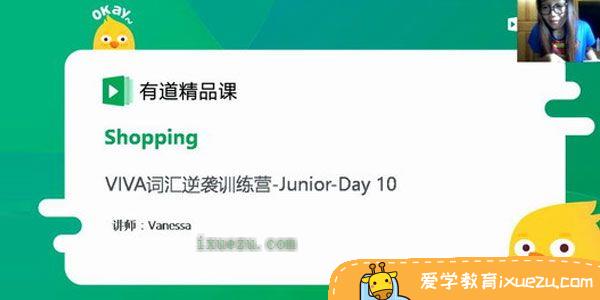 OKAY~
有道精品课
Shopping
VIVA词汇逆袭训练营-Junior-Day 10
讲师：Vanessa
ixuezu.com
爱学教育ixuezu.com